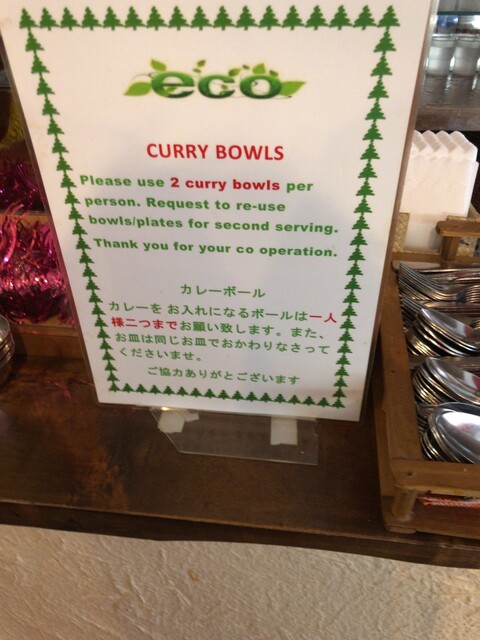 eco
CURRY BOWLS
Please use 2 curry bowls per
person. Request to re-use
bowls/plates for second serving.
Thank you for your co operation.
カレーボール
カレーを お入れになるボールは一人
様二つまでお願い致します。また、
お皿は同じお皿でおかわりなさって
くださいませ。
ご協力ありがとございます